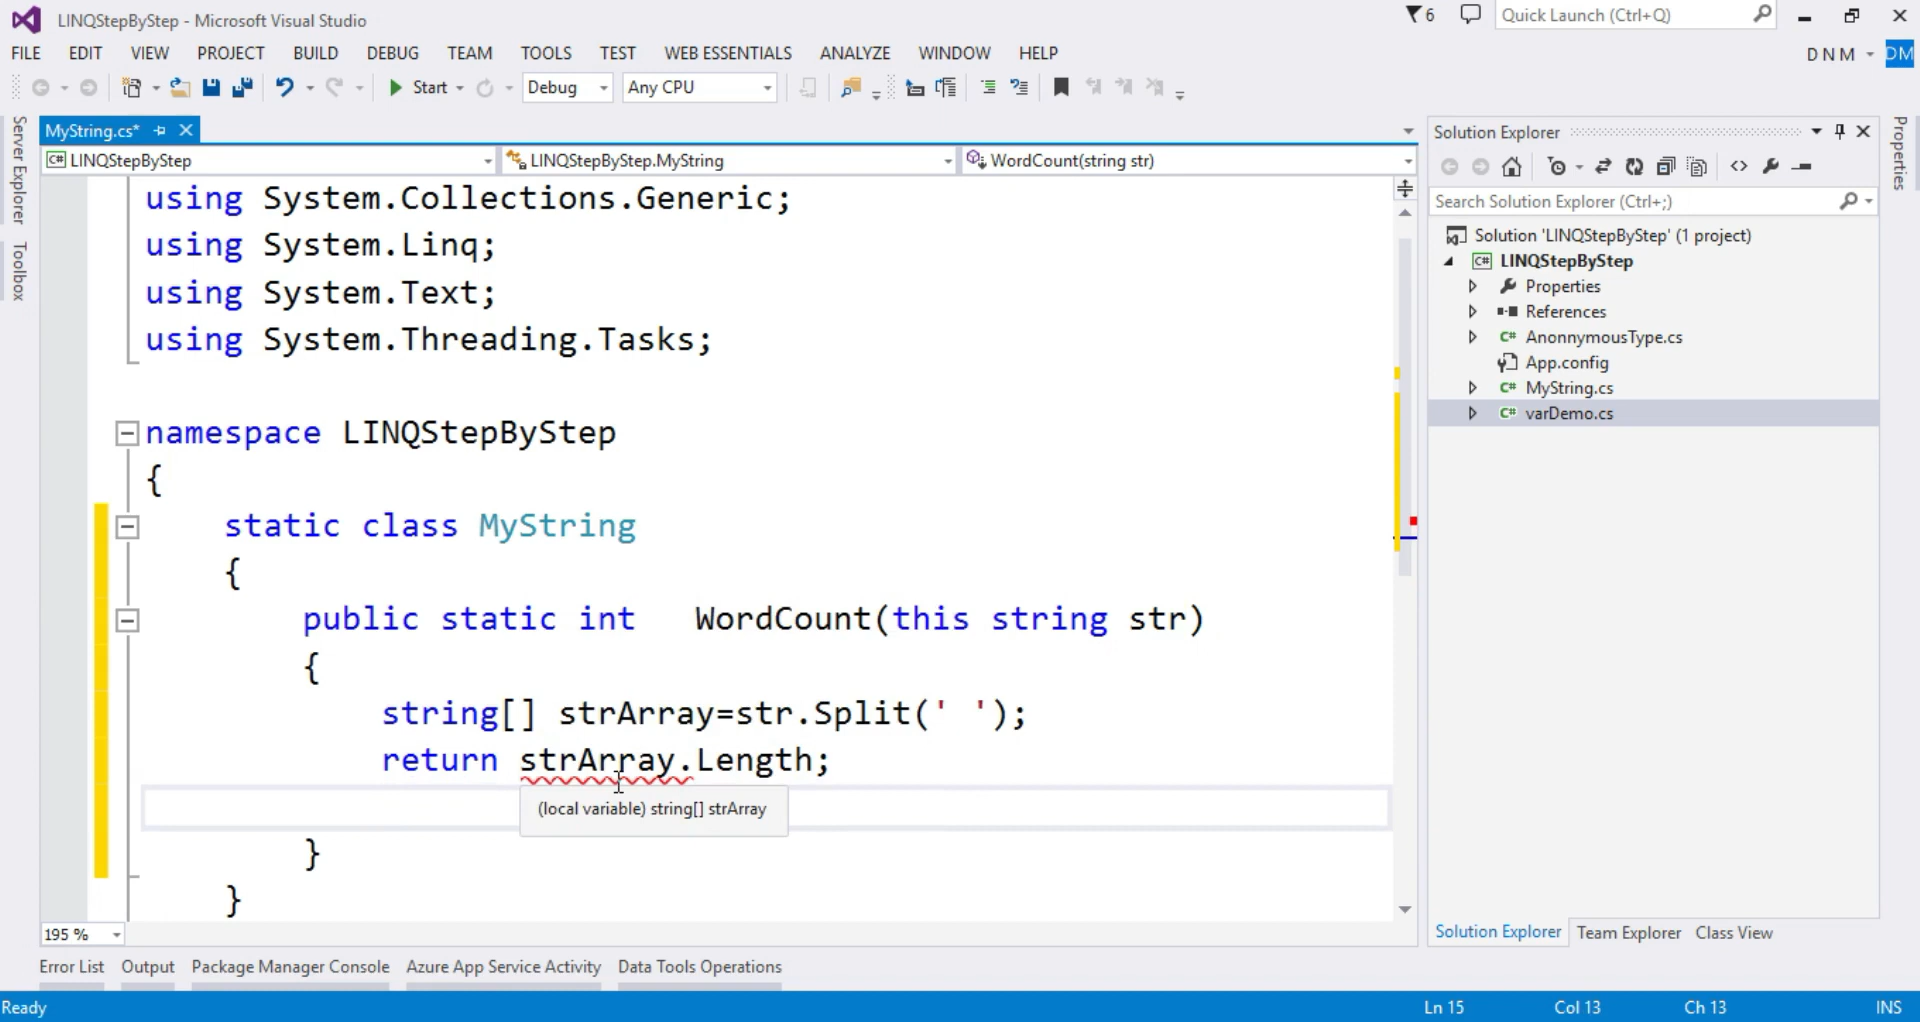 LINQStepByStep - Microsoft Visual Studio
6
Quick Launch (Ctrl+Q)
FILE EDIT VIEW PROJECT BUILD DEBUG TEAM TOOLS TEST WEB ESSENTIALS ANALYZE WINDOW HELP
D N M DM
Start Debug Any CPU
Server Explorer
Toolbox
MyString.cs*
LINQStepByStep LINQStepByStep.MyString WordCount(string str)
using System.Collections.Generic;
using System.Linq;
using System.Text;
using System.Threading.Tasks;
namespace LINQStepByStep
{
static class MyString
{
public static int WordCount(this string str)
{
string[] strArray=str.Split(' ');
return strArray.Length;
(local variable) string[] strArray
}
}
195 %
Solution Explorer
Search Solution Explorer (Ctrl+;)
Solution 'LINQStepByStep' (1 project)
C# LINQStepByStep
Properties
References
C# AnonnymousType.cs
App.config
C# MyString.cs
C# varDemo.cs
Solution Explorer Team Explorer Class View
Properties
Error List Output Package Manager Console Azure App Service Activity Data Tools Operations
Ready Ln 15 Col 13 Ch 13 INS